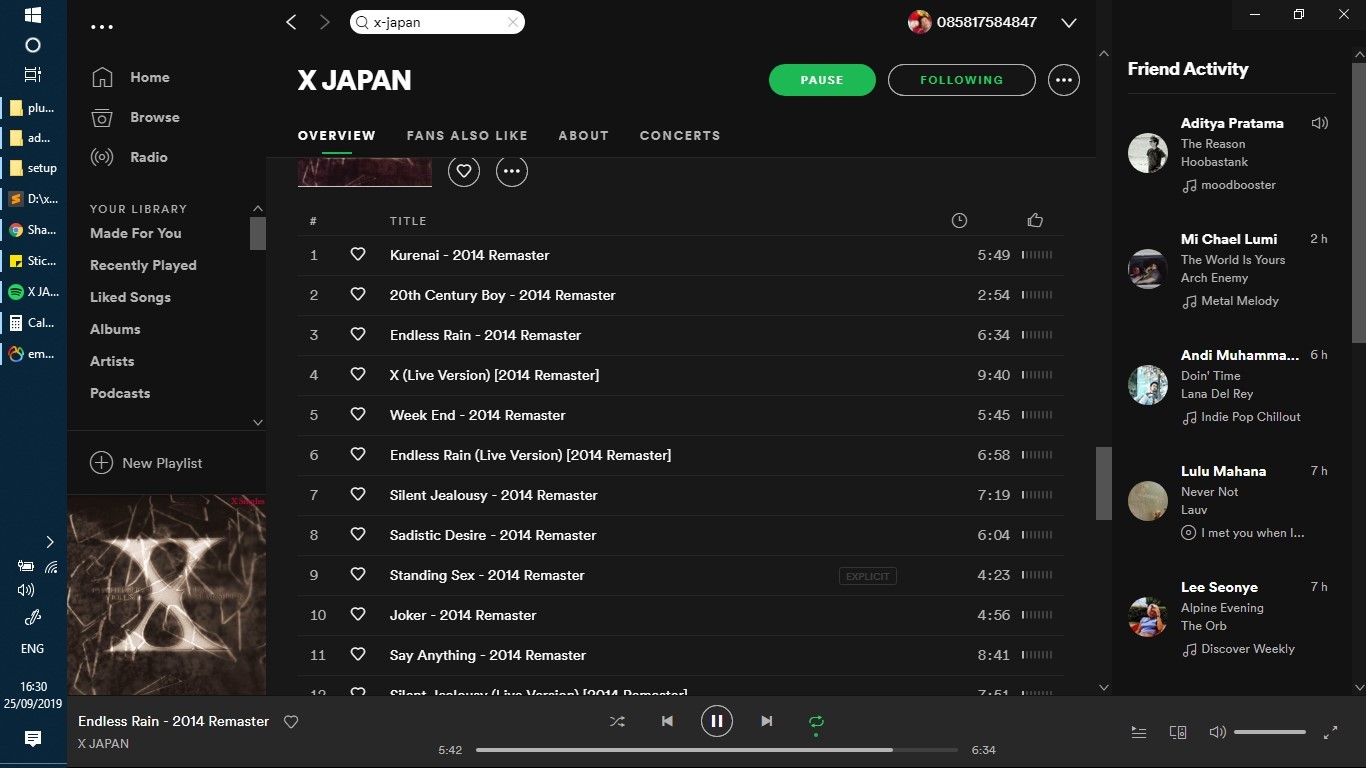 plu...
ad...
setup
D:\x...
Sha...
Stic...
X JA...
Cal...
em...
ENG
16:30
25/09/2019
Home
Browse
Radio
YOUR LIBRARY
Made For You
Recently Played
Liked Songs
Albums
Artists
Podcasts
New Playlist
X Singles
x-japan
085817584847
X JAPAN
PAUSE
FOLLOWING
OVERVIEW FANS ALSO LIKE ABOUT CONCERTS
# TITLE
1 Kurenai - 2014 Remaster 5:49
2 20th Century Boy - 2014 Remaster 2:54
3 Endless Rain - 2014 Remaster 6:34
4 X (Live Version) [2014 Remaster] 9:40
5 Week End - 2014 Remaster 5:45
6 Endless Rain (Live Version) [2014 Remaster] 6:58
7 Silent Jealousy - 2014 Remaster 7:19
8 Sadistic Desire - 2014 Remaster 6:04
9 Standing Sex - 2014 Remaster EXPLICIT 4:23
10 Joker - 2014 Remaster 4:56
11 Say Anything - 2014 Remaster 8:41
12 Silent Jealousy (Live Version) [2014 Remaster] 7:51
Friend Activity
Aditya Pratama
The Reason
Hoobastank
moodbooster
Mi Chael Lumi 2 h
The World Is Yours
Arch Enemy
Metal Melody
Andi Muhamma... 6 h
Doin' Time
Lana Del Rey
Indie Pop Chillout
Lulu Mahana 7 h
Never Not
Lauv
I met you when I...
Lee Seonye 7 h
Alpine Evening
The Orb
Discover Weekly
Endless Rain - 2014 Remaster
X JAPAN
5:42
6:34